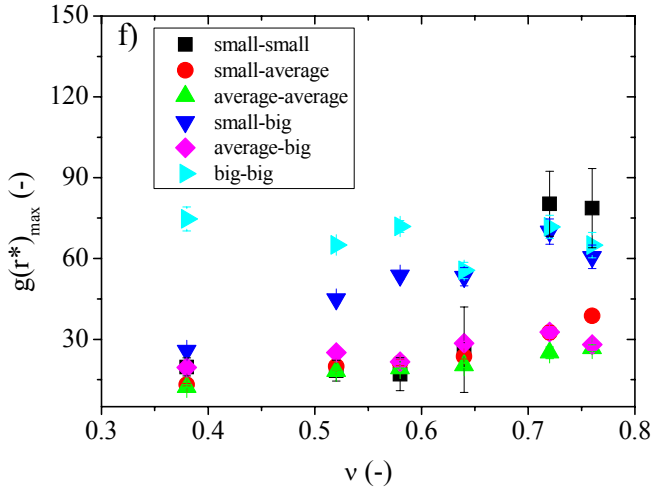 f)
small-small
small-average
average-average
small-big
average-big
big-big
150
120
90
60
30
g(r*)max (-)
0.3 0.4 0.5 0.6 0.7 0.8
ν (-)